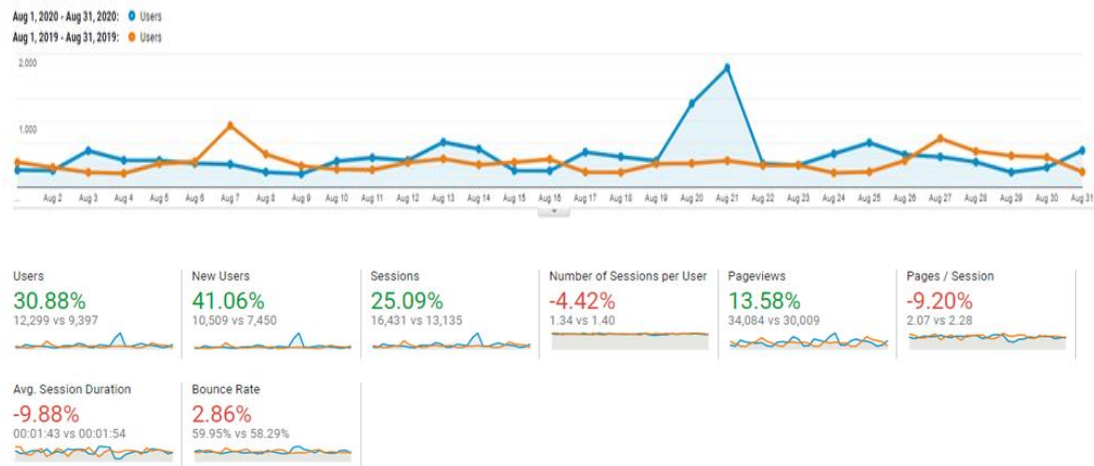 Aug 1, 2020 - Aug 31, 2020: Users
Aug 1, 2019 - Aug 31, 2019: Users
2,000
1,000
... Aug 2 Aug 3 Aug 4 Aug 5 Aug 6 Aug 7 Aug 8 Aug 9 Aug 10 Aug 11 Aug 12 Aug 13 Aug 14 Aug 15 Aug 16 Aug 17 Aug 18 Aug 19 Aug 20 Aug 21 Aug 22 Aug 23 Aug 24 Aug 25 Aug 26 Aug 27 Aug 28 Aug 29 Aug 30 Aug 31
Users New Users Sessions Number of Sessions per User Pageviews Pages / Session
30.88% 41.06% 25.09% -4.42% 13.58% -9.20%
12,299 vs 9,397 10,509 vs 7,450 16,431 vs 13,135 1.34 vs 1.40 34,084 vs 30,009 2.07 vs 2.28
Avg. Session Duration Bounce Rate
-9.88% 2.86%
00:01:43 vs 00:01:54 59.95% vs 58.29%